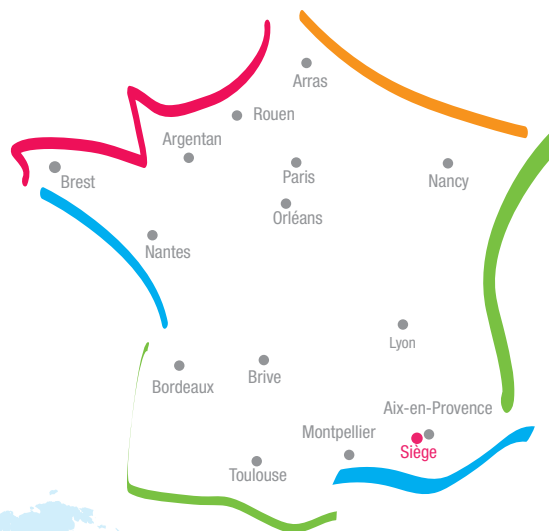 Arras
Rouen
Argentan
Paris
Nancy
Brest
Orléans
Nantes
Lyon
Brive
Bordeaux
Aix-en-Provence
Montpellier
Siège
Toulouse